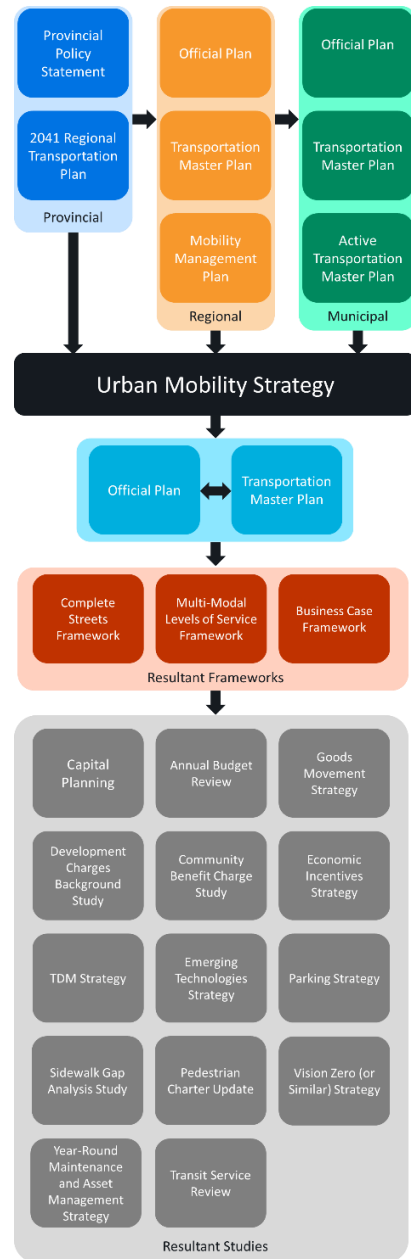 Provincial
Policy
Statement
2041 Regional
Transportation
Plan
Provincial
Official Plan
Transportation
Master Plan
Mobility
Management
Plan
Regional
Official Plan
Transportation
Master Plan
Active
Transportation
Master Plan
Municipal
Urban Mobility Strategy
Official Plan
Transportation
Master Plan
Complete
Streets
Framework
Multi-Modal
Levels of Service
Framework
Business Case
Framework
Resultant Frameworks
Capital
Planning
Annual Budget
Review
Goods
Movement
Strategy
Development
Charges
Background
Study
Community
Benefit Charge
Study
Economic
Incentives
Strategy
TDM Strategy
Emerging
Technologies
Strategy
Parking Strategy
Sidewalk Gap
Analysis Study
Pedestrian
Charter Update
Vision Zero (or
Similar) Strategy
Year-Round
Maintenance
and Asset
Management
Strategy
Transit Service
Review
Resultant Studies